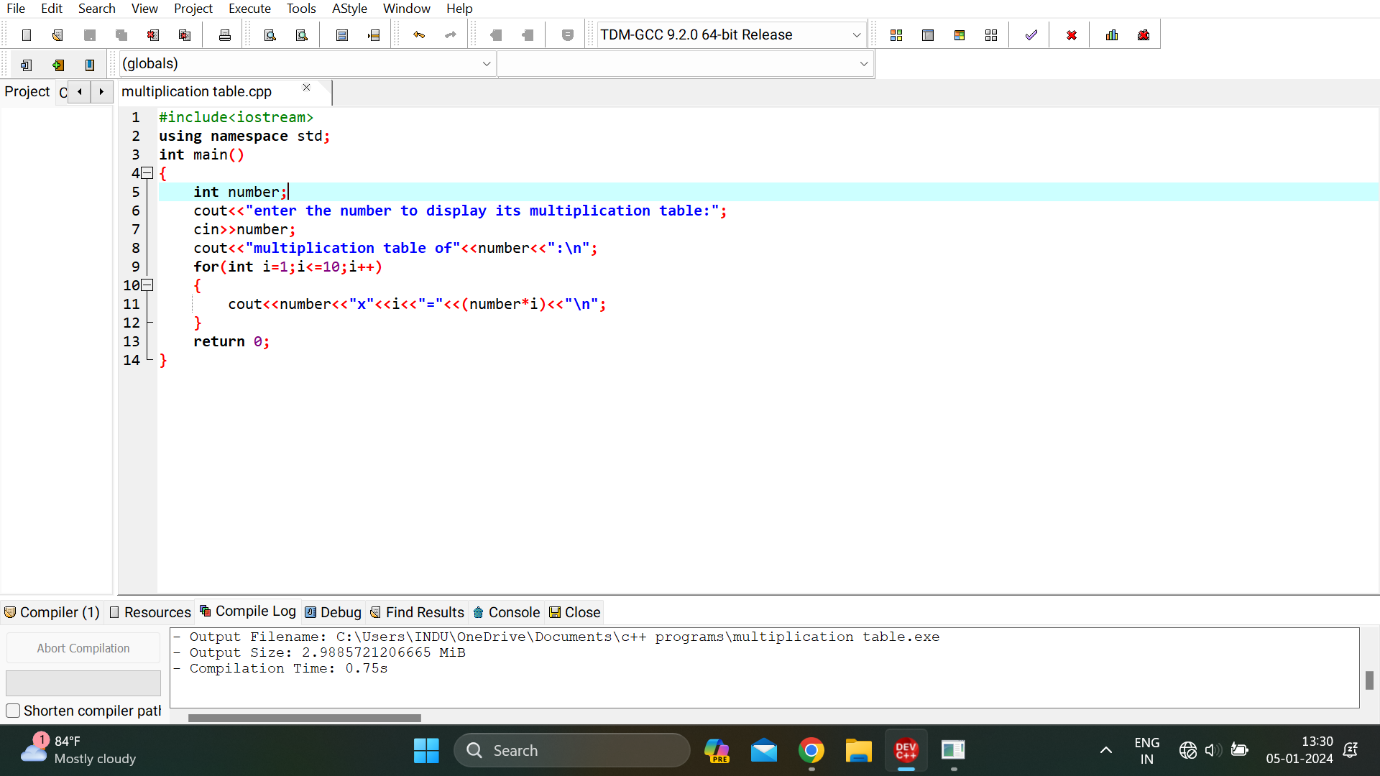 File Edit Search View Project Execute Tools AStyle Window Help
TDM-GCC 9.2.0 64-bit Release
(globals)
Project C multiplication table.cpp
1 #include<iostream>
2 using namespace std;
3 int main()
4 {
5 int number;
6 cout<<"enter the number to display its multiplication table:";
7 cin>>number;
8 cout<<"multiplication table of"<<number<<":\n";
9 for(int i=1;i<=10;i++)
10 {
11 cout<<number<<"x"<<i<<"="<<(number*i)<<"\n";
12 }
13 return 0;
14 }
Compiler (1) Resources Compile Log Debug Find Results Console Close
Abort Compilation
Shorten compiler path
- Output Filename: C:\Users\INDU\OneDrive\Documents\c++ programs\multiplication table.exe
- Output Size: 2.9885721206665 MiB
- Compilation Time: 0.75s
1 84°F
Mostly cloudy
Search
PRE
DEV
C++
ENG
IN
13:30
05-01-2024